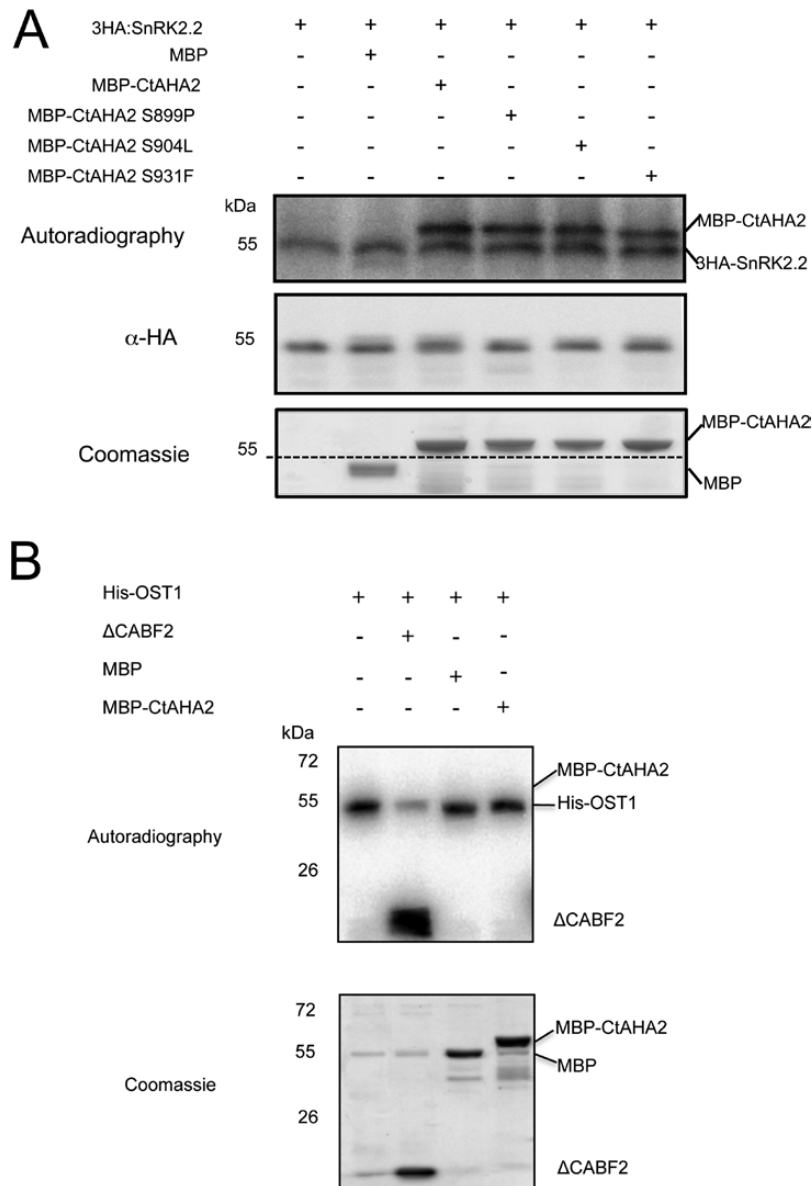 A
3HA:SnRK2.2 + + + + + +
MBP - + - - - -
MBP-CtAHA2 - - + - - -
MBP-CtAHA2 S899P - - - + - -
MBP-CtAHA2 S904L - - - - + -
MBP-CtAHA2 S931F - - - - - +
kDa
Autoradiography 55 MBP-CtAHA2
3HA-SnRK2.2
α-HA 55
Coomassie 55 MBP-CtAHA2
MBP
B
His-OST1 + + + +
ΔCABF2 - + - -
MBP - - + -
MBP-CtAHA2 - - - +
kDa
72 MBP-CtAHA2
55 His-OST1
Autoradiography
26
ΔCABF2
72 MBP-CtAHA2
55 MBP
Coomassie
26
ΔCABF2